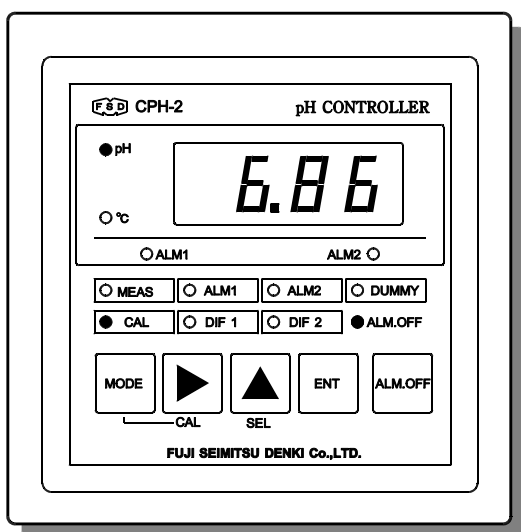 FSD CPH-2 pH CONTROLLER
pH
6.86
℃
ALM1 ALM2
MEAS ALM1 ALM2 DUMMY
CAL DIF 1 DIF 2 ALM.OFF
MODE ENT ALM.OFF
CAL SEL
FUJI SEIMITSU DENKI Co.,LTD.